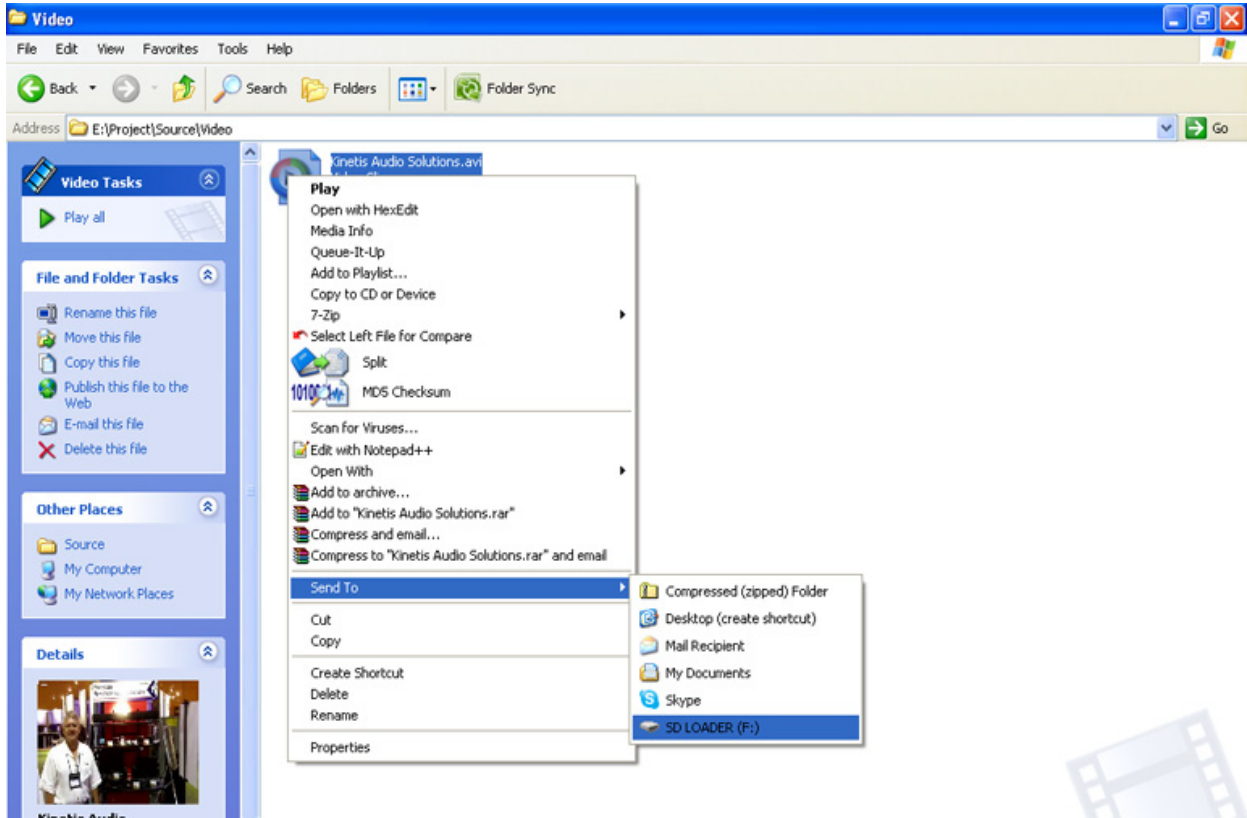 Video
File Edit View Favorites Tools Help
Back Search Folders Folder Sync
Address E:\Project\Source\Video Go
Video Tasks
Play all
File and Folder Tasks
Rename this file
Move this file
Copy this file
Publish this file to the
Web
E-mail this file
Delete this file
Other Places
Source
My Computer
My Network Places
Details
Kinetis Audio
Kinetis Audio Solutions.avi
Play
Open with HexEdit
Media Info
Queue-It-Up
Add to Playlist...
Copy to CD or Device
7-Zip
Select Left File for Compare
Split
MD5 Checksum
Scan for Viruses...
Edit with Notepad++
Open With
Add to archive...
Add to "Kinetis Audio Solutions.rar"
Compress and email...
Compress to "Kinetis Audio Solutions.rar" and email
Send To
Cut
Copy
Create Shortcut
Delete
Rename
Properties
Compressed (zipped) Folder
Desktop (create shortcut)
Mail Recipient
My Documents
Skype
SD LOADER (F:)